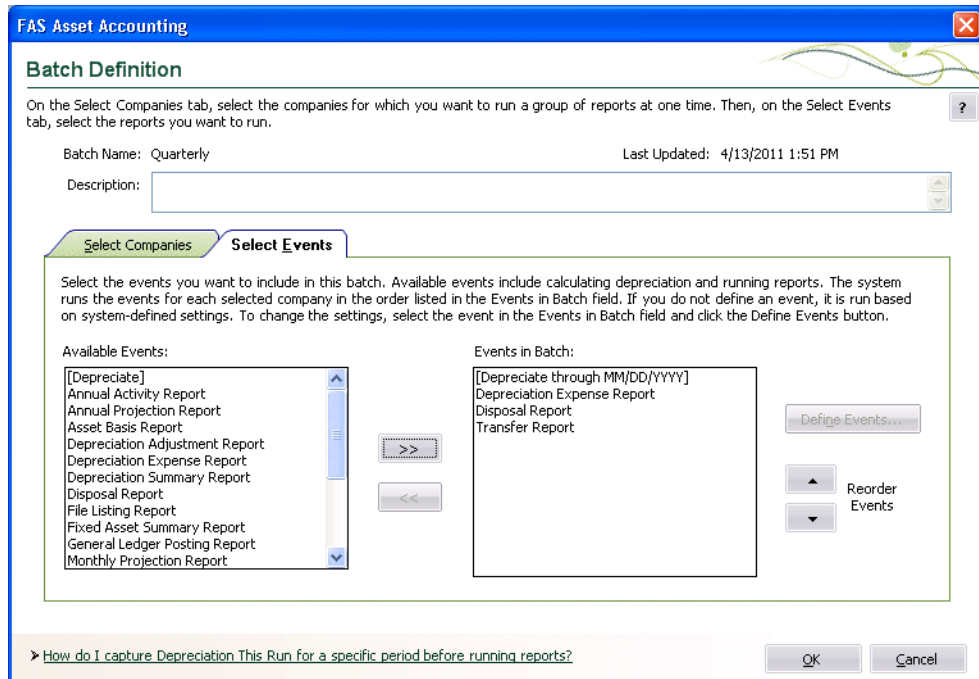 FAS Asset Accounting
Batch Definition
On the Select Companies tab, select the companies for which you want to run a group of reports at one time. Then, on the Select Events
tab, select the reports you want to run.
?
Batch Name: Quarterly
Last Updated: 4/13/2011 1:51 PM
Description:
Select Companies
Select Events
Select the events you want to include in this batch. Available events include calculating depreciation and running reports. The system
runs the events for each selected company in the order listed in the Events in Batch field. If you do not define an event, it is run based
on system-defined settings. To change the settings, select the event in the Events in Batch field and click the Define Events button.
Available Events:
[Depreciate]
Annual Activity Report
Annual Projection Report
Asset Basis Report
Depreciation Adjustment Report
Depreciation Expense Report
Depreciation Summary Report
Disposal Report
File Listing Report
Fixed Asset Summary Report
General Ledger Posting Report
Monthly Projection Report
>>
<<
Events in Batch:
[Depreciate through MM/DD/YYYY]
Depreciation Expense Report
Disposal Report
Transfer Report
Define Events...
Reorder
Events
How do I capture Depreciation This Run for a specific period before running reports?
OK
Cancel